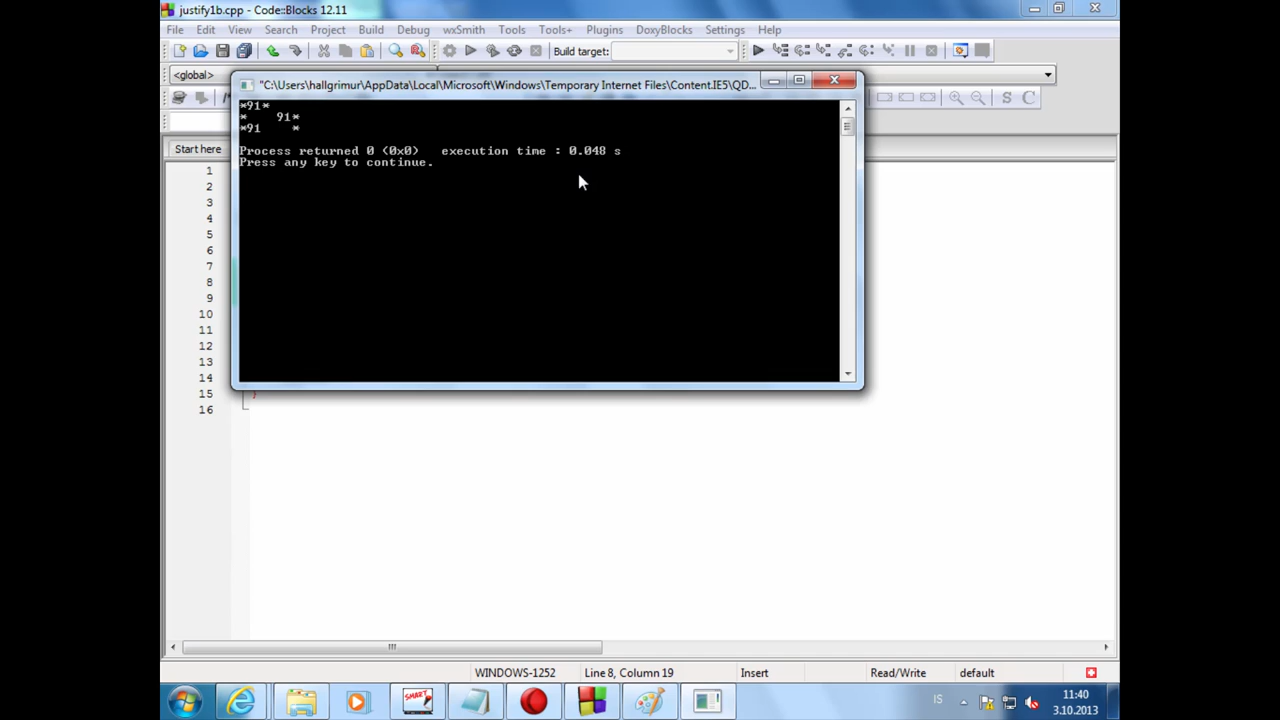 justify1b.cpp - Code::Blocks 12.11
File Edit View Search Project Build Debug wxSmith Tools Tools+ Plugins DoxyBlocks Settings Help
Build target:
<global>
"C:\Users\hallgrimur\AppData\Local\Microsoft\Windows\Temporary Internet Files\Content.IE5\QD...
S C
*91*
*    91*
*91    *
Process returned 0 (0x0)   execution time : 0.048 s
Press any key to continue.
Start here
1
2
3
4
5
6
7
8
9
10
11
12
13
14
15 }
16
WINDOWS-1252 Line 8, Column 19 Insert Read/Write default
SMART
IS
11:40
3.10.2013